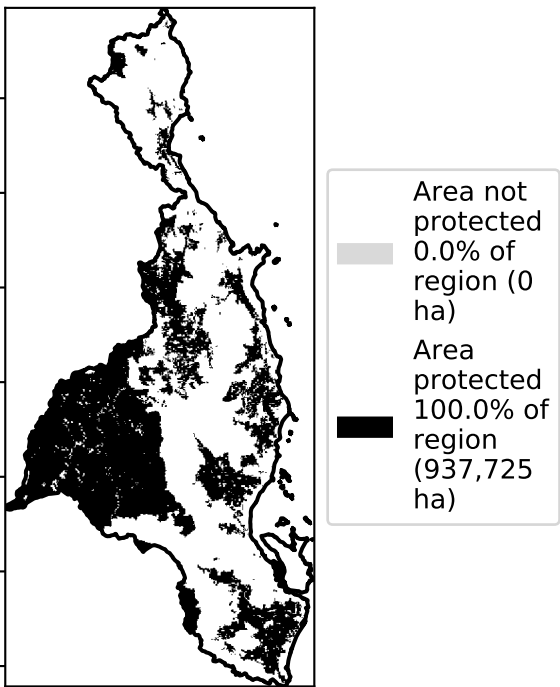 Area not
protected
0.0% of
region (0
ha)
Area
protected
100.0% of
region
(937,725
ha)